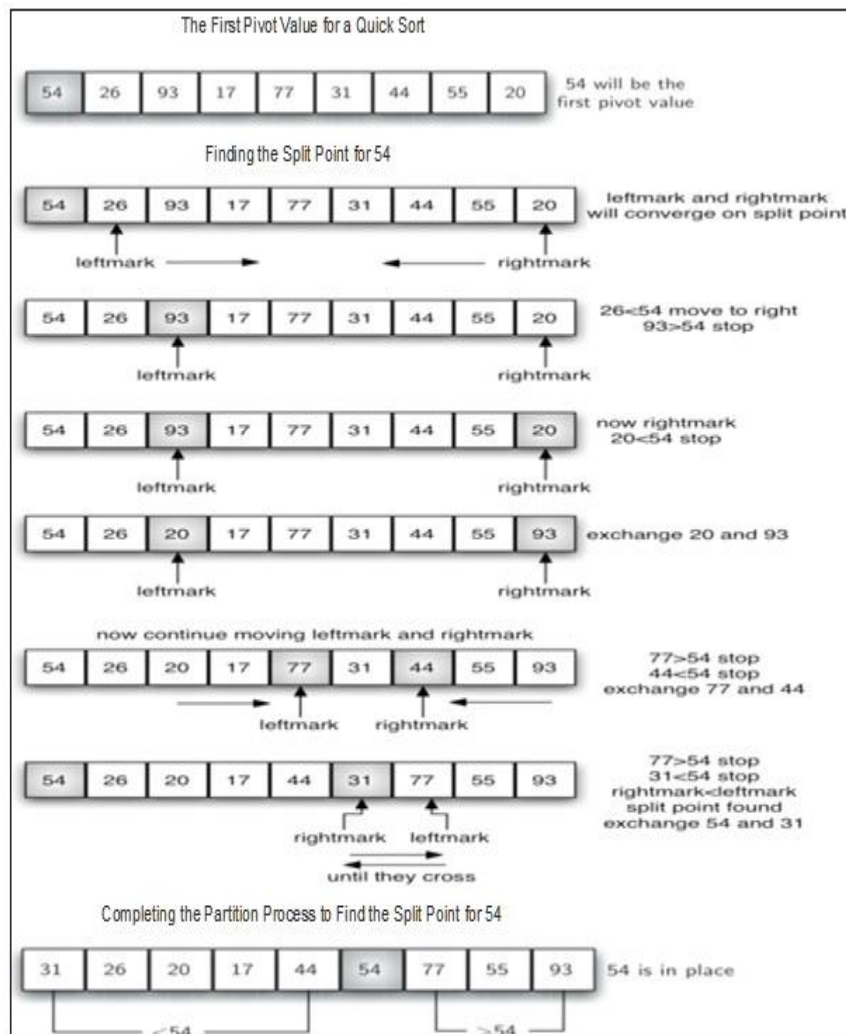 The First Pivot Value for a Quick Sort
54 26 93 17 77 31 44 55 20
54 will be the
first pivot value
Finding the Split Point for 54
54 26 93 17 77 31 44 55 20
leftmark and rightmark
will converge on split point
leftmark rightmark
54 26 93 17 77 31 44 55 20
26<54 move to right
93>54 stop
leftmark rightmark
54 26 93 17 77 31 44 55 20
now rightmark
20<54 stop
leftmark rightmark
54 26 20 17 77 31 44 55 93
exchange 20 and 93
leftmark rightmark
now continue moving leftmark and rightmark
54 26 20 17 77 31 44 55 93
77>54 stop
44<54 stop
exchange 77 and 44
leftmark rightmark
54 26 20 17 44 31 77 55 93
77>54 stop
31<54 stop
rightmark<leftmark
split point found
exchange 54 and 31
rightmark leftmark
until they cross
Completing the Partition Process to Find the Split Point for 54
31 26 20 17 44 54 77 55 93
54 is in place
<54 >54